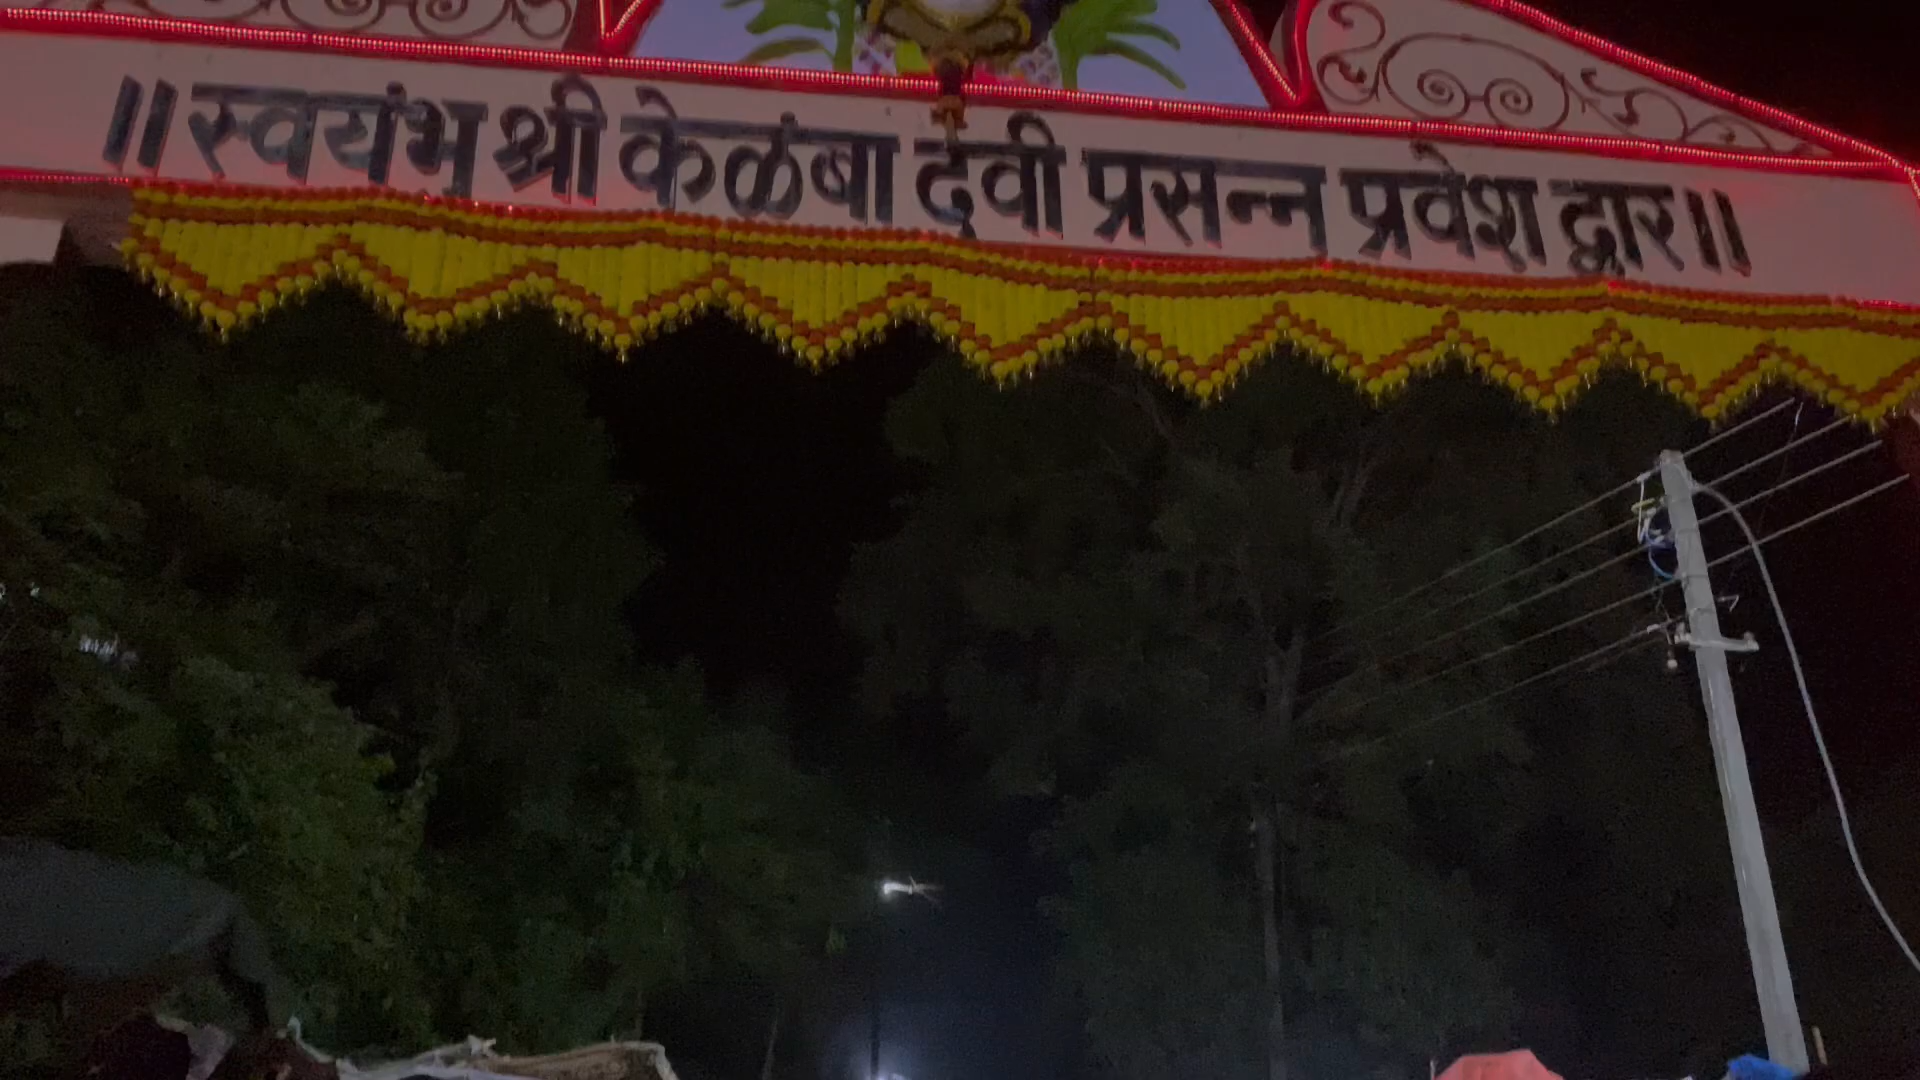 ॥ स्वयंभु श्री केळंबा देवी प्रसन्न प्रवेश द्वार ॥